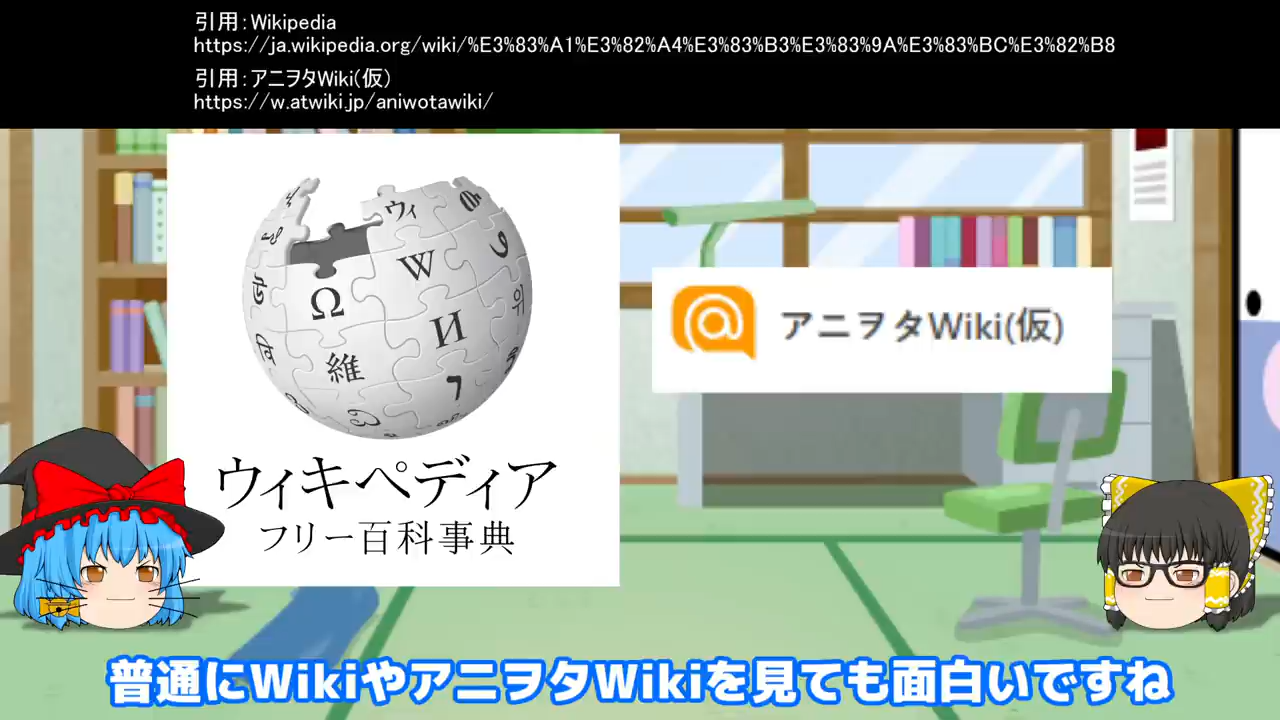 引用：Wikipedia
https://ja.wikipedia.org/wiki/%E3%83%A1%E3%82%A4%E3%83%B3%E3%83%9A%E3%83%BC%E3%82%B8
引用：アニヲタWiki(仮)
https://w.atwiki.jp/aniwotawiki/
ウィ
W
Ω
И
維
위
ウィキペディア
フリー百科事典
アニヲタWiki(仮)
普通にWikiやアニヲタWikiを見ても面白いですね